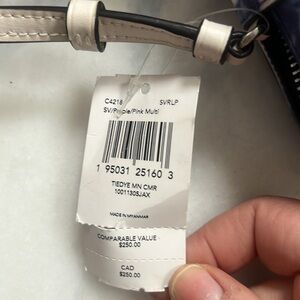 C4218 SVRLP
SV/Purple/Pink Multi
1 95031 25160 3
TIEDYE MN CMR
10011305JAX
MADE IN MYANMAR
COMPARABLE VALUE
$250.00
CAD
$250.00